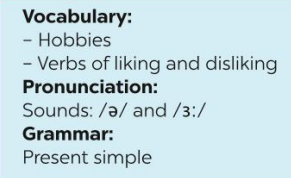 Vocabulary:
– Hobbies
– Verbs of liking and disliking
Pronunciation:
Sounds: /ə/ and /ɜː/
Grammar:
Present simple